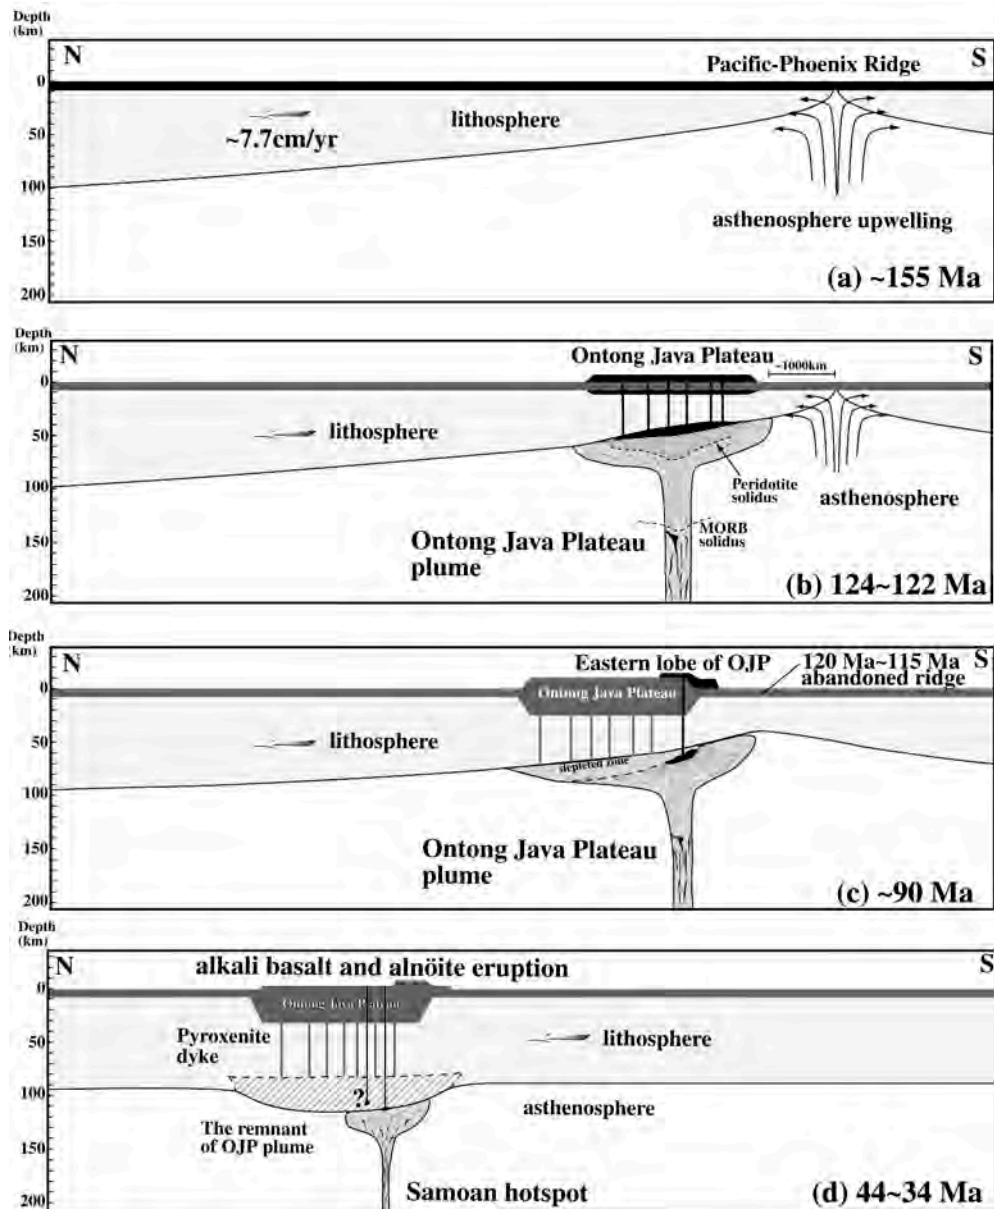 Depth
(km)
N
S
Pacific-Phoenix Ridge
0
lithosphere
~7.7cm/yr
50
100
asthenosphere upwelling
150
(a) ~155 Ma
200
Depth
(km)
N
Ontong Java Plateau
~1000km
S
0
lithosphere
50
Peridotite
solidus
100
asthenosphere
MORB
solidus
Ontong Java Plateau
plume
150
(b) 124~122 Ma
200
Depth
(km)
N
Eastern lobe of OJP
120 Ma~115 Ma
abandoned ridge
S
0
Ontong Java Plateau
lithosphere
50
depleted zone
100
Ontong Java Plateau
plume
150
(c) ~90 Ma
200
Depth
(km)
N
alkali basalt and alnöite eruption
S
0
Ontong Java Plateau
Pyroxenite
dyke
50
lithosphere
100
?
asthenosphere
The remnant
of OJP plume
150
Samoan hotspot
(d) 44~34 Ma
200